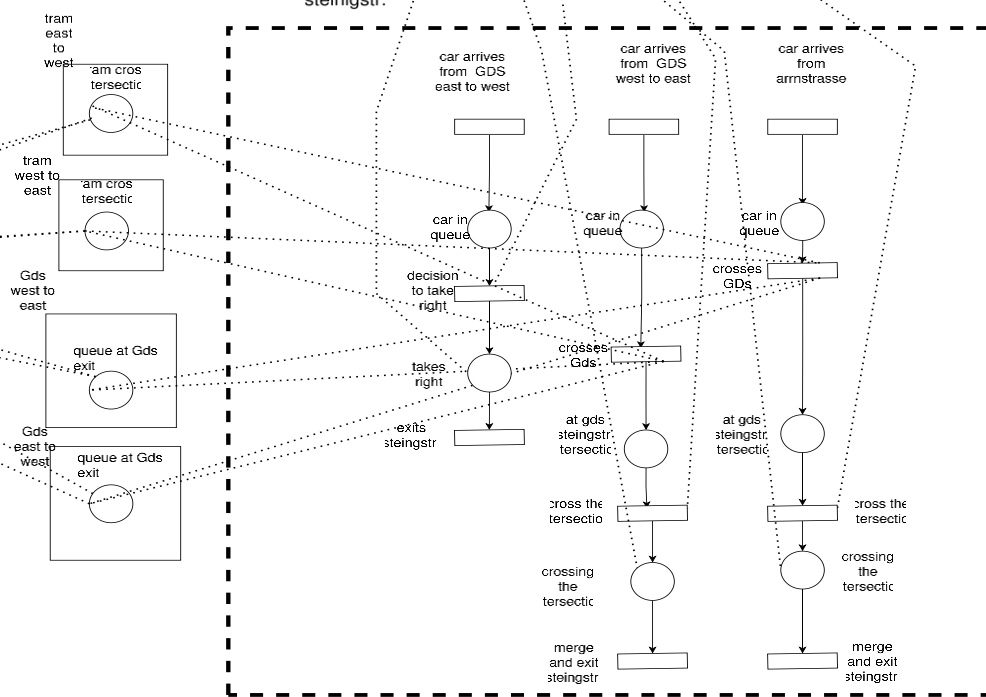 steingstr.
tram
east
to
west
am cros
tersectic
tram
west to
east
am cros
tersectic
Gds
west to
east
queue at Gds
exit
Gds
east to
west
queue at Gds
exit
car arrives
from GDS
east to west
car in
queue
decision
to take
right
takes
right
exits
steingstr
car arrives
from GDS
west to east
car in
queue
crosses
Gds
at gds
steingstr
tersectic
cross the
tersectio
crossing
the
tersectic
merge
and exit
steingstr
car arrives
from
arrnstrasse
car in
queue
crosses
GDs
at gds
steingstr
tersectic
cross the
tersectic
crossing
the
tersectic
merge
and exit
steingstr